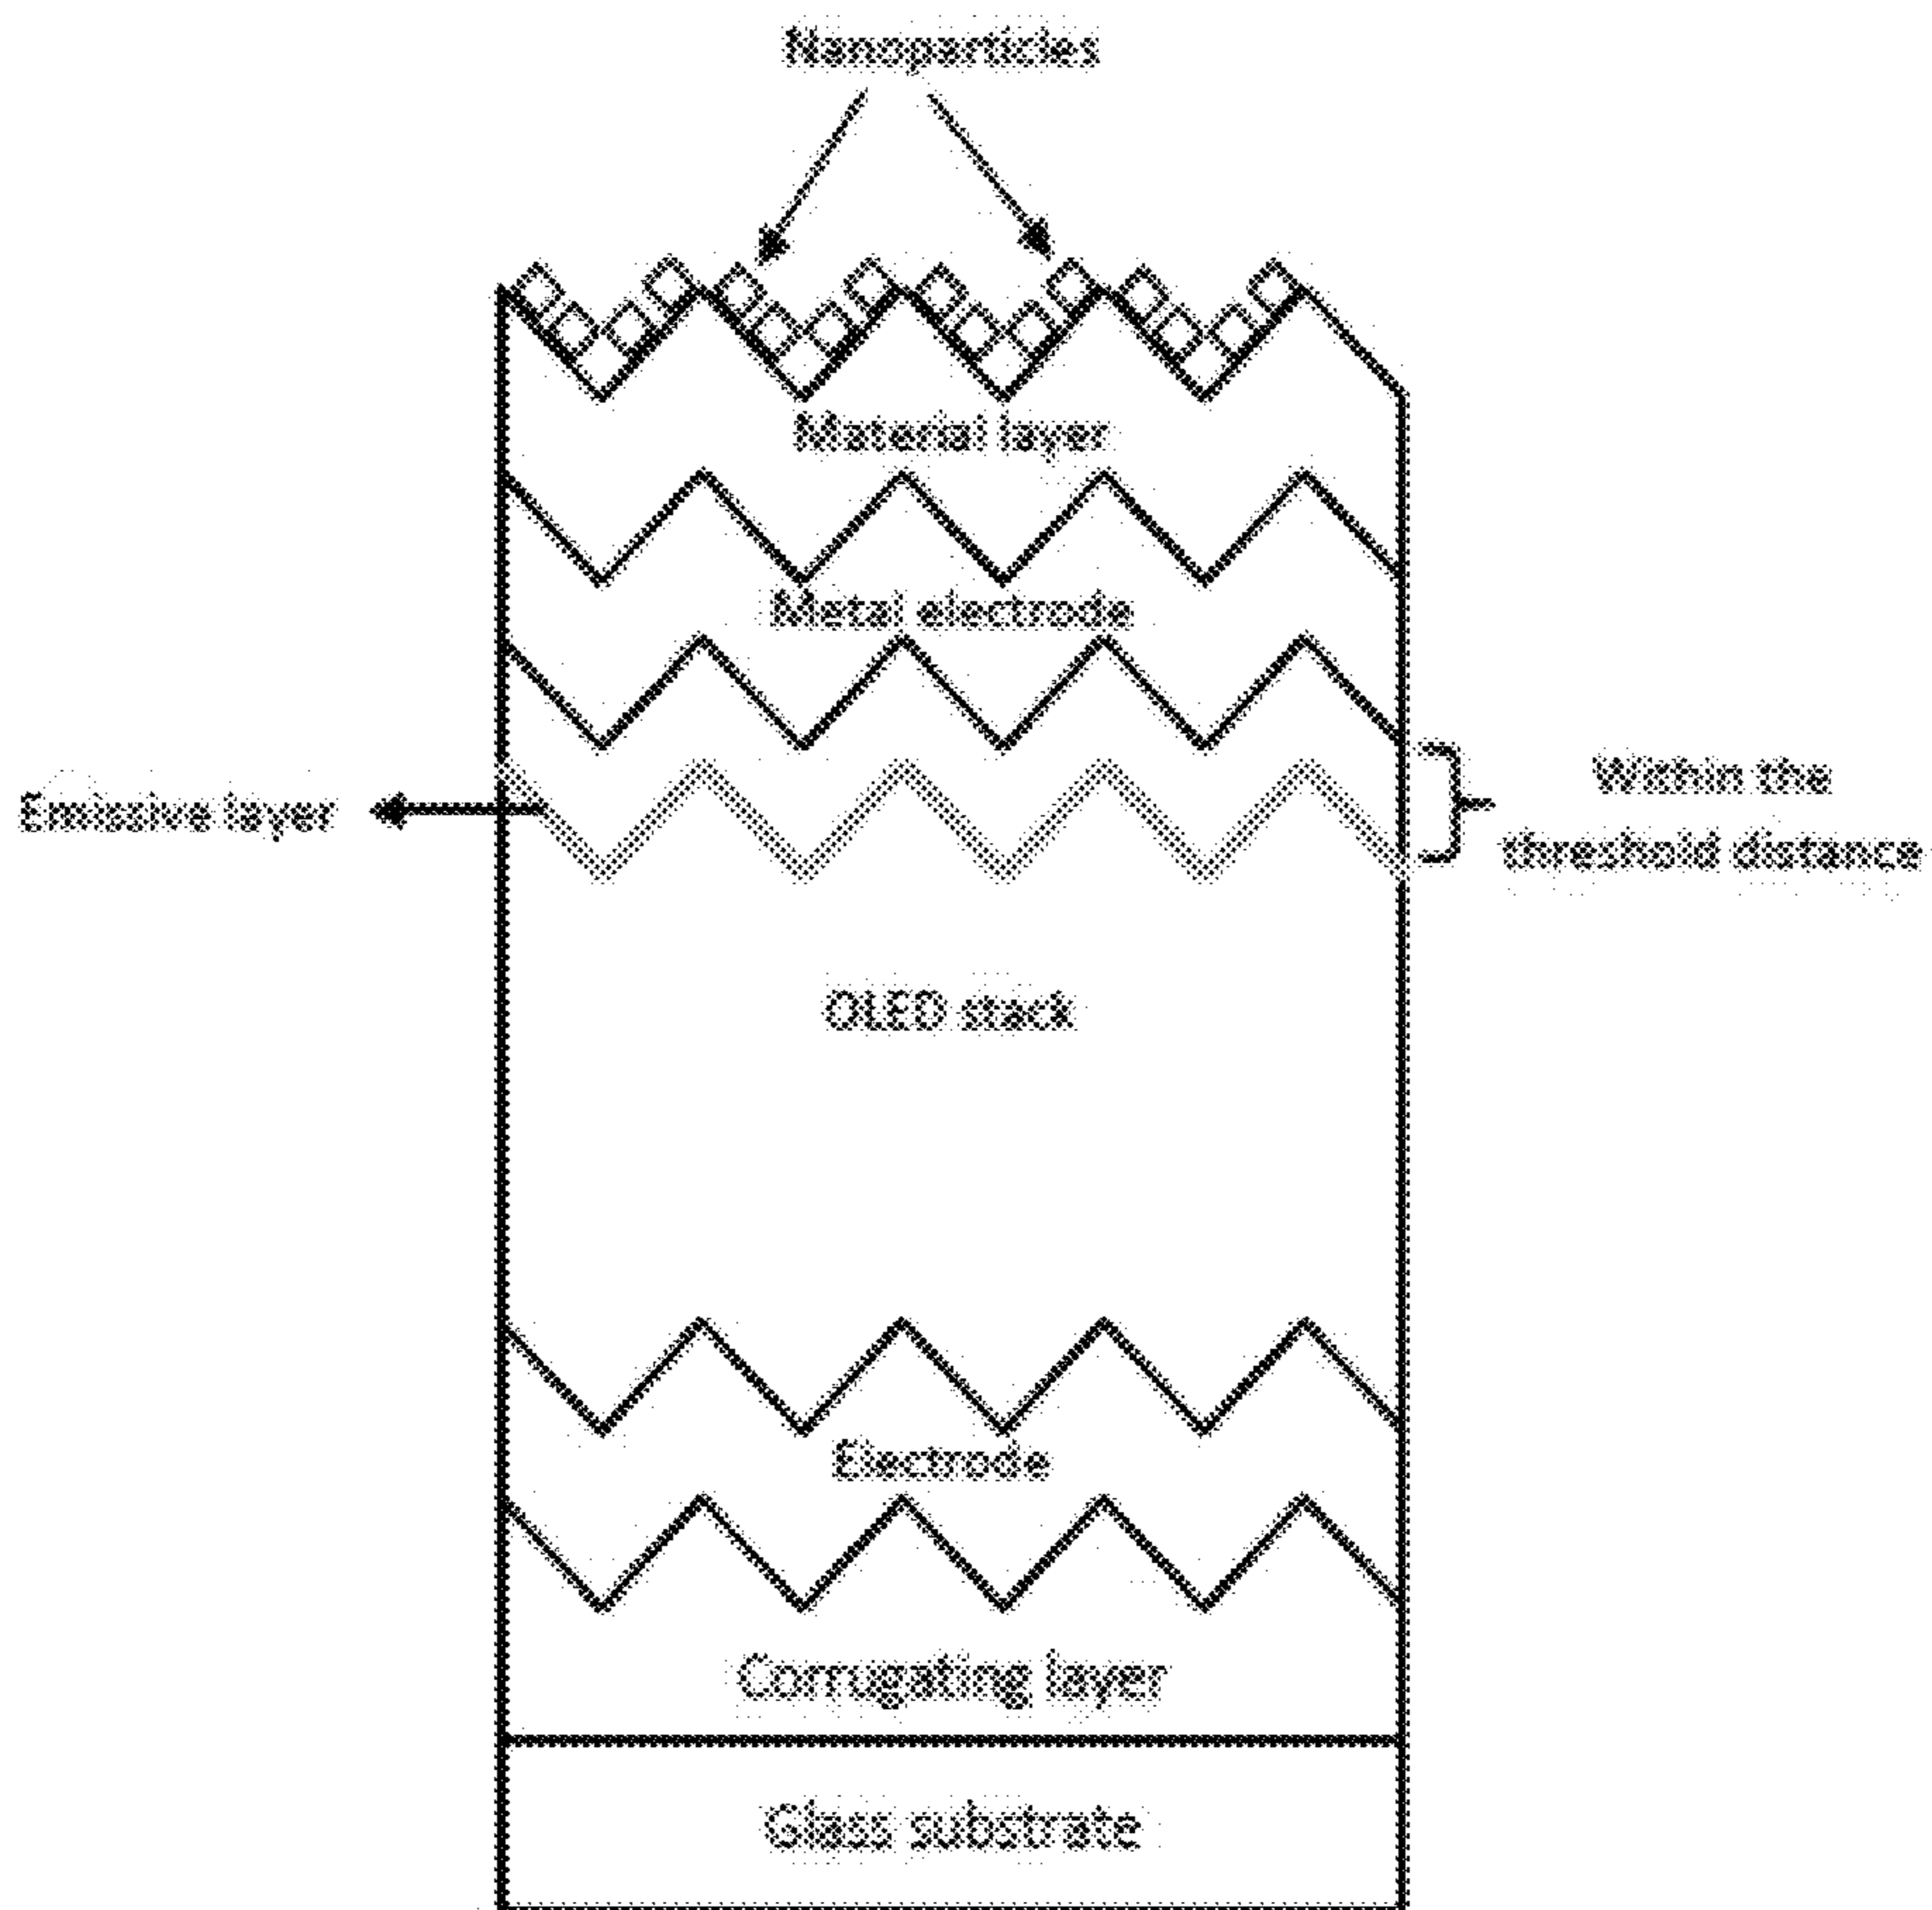 Nanoparticles
Material layer
Metal electrode
Emissive layer
Within the
threshold distance
OLED stack
Electrode
Corrugating layer
Glass substrate